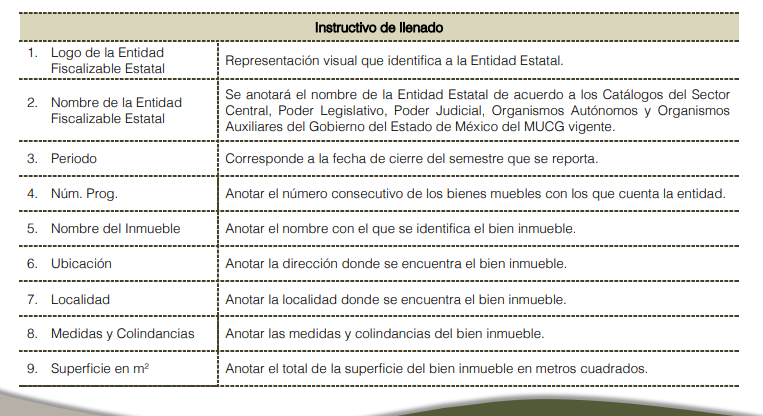 Instructivo de llenado
1. Logo de la Entidad
Fiscalizable Estatal
Representación visual que identifica a la Entidad Estatal.
2. Nombre de la Entidad
Fiscalizable Estatal
Se anotará el nombre de la Entidad Estatal de acuerdo a los Catálogos del Sector
Central, Poder Legislativo, Poder Judicial, Organismos Autónomos y Organismos
Auxiliares del Gobierno del Estado de México del MUCG vigente.
3. Periodo
Corresponde a la fecha de cierre del semestre que se reporta.
4. Núm. Prog.
Anotar el número consecutivo de los bienes muebles con los que cuenta la entidad.
5. Nombre del Inmueble
Anotar el nombre con el que se identifica el bien inmueble.
6. Ubicación
Anotar la dirección donde se encuentra el bien inmueble.
7. Localidad
Anotar la localidad donde se encuentra el bien inmueble.
8. Medidas y Colindancias
Anotar las medidas y colindancias del bien inmueble.
9. Superficie en m²
Anotar el total de la superficie del bien inmueble en metros cuadrados.